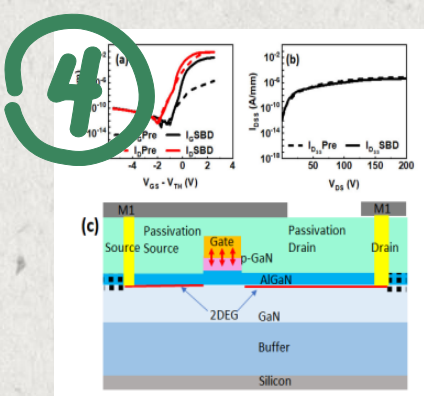 4
(a)
10⁻²
10⁻⁶
10⁻¹⁰
10⁻¹⁴
Pre
I_G SBD
I_D Pre
I_D SBD
-4 -2 0 2
V_GS - V_TH (V)
(b)
I_DSS (A/mm)
10⁻²
10⁻⁶
10⁻¹⁰
10⁻¹⁴
10⁻¹⁸
I_DSS Pre
I_DSS SBD
50 100 150 200
V_DS (V)
(c)
M1
M1
Passivation
Source
Passivation
Drain
Source
Gate
p-GaN
Drain
AlGaN
2DEG
GaN
Buffer
Silicon